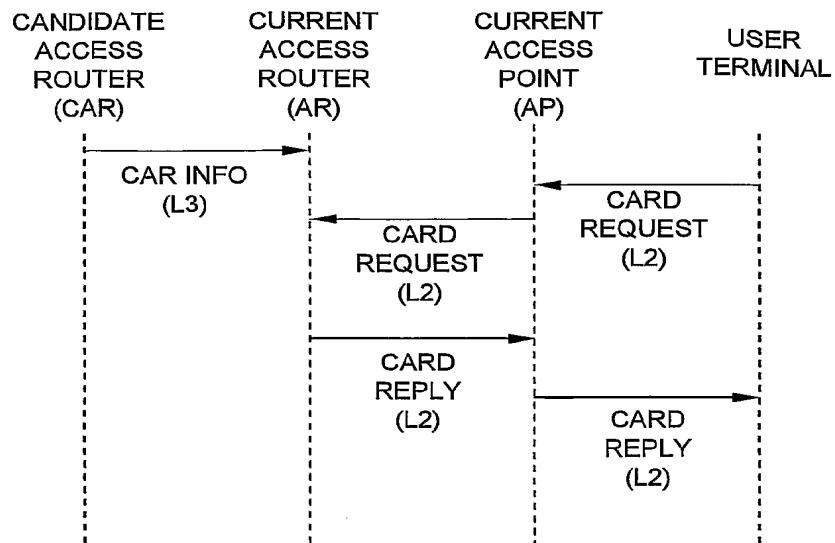 CANDIDATE
ACCESS
ROUTER
(CAR)
CURRENT
ACCESS
ROUTER
(AR)
CURRENT
ACCESS
POINT
(AP)
USER
TERMINAL
CAR INFO
(L3)
CARD
REQUEST
(L2)
CARD
REQUEST
(L2)
CARD
REPLY
(L2)
CARD
REPLY
(L2)